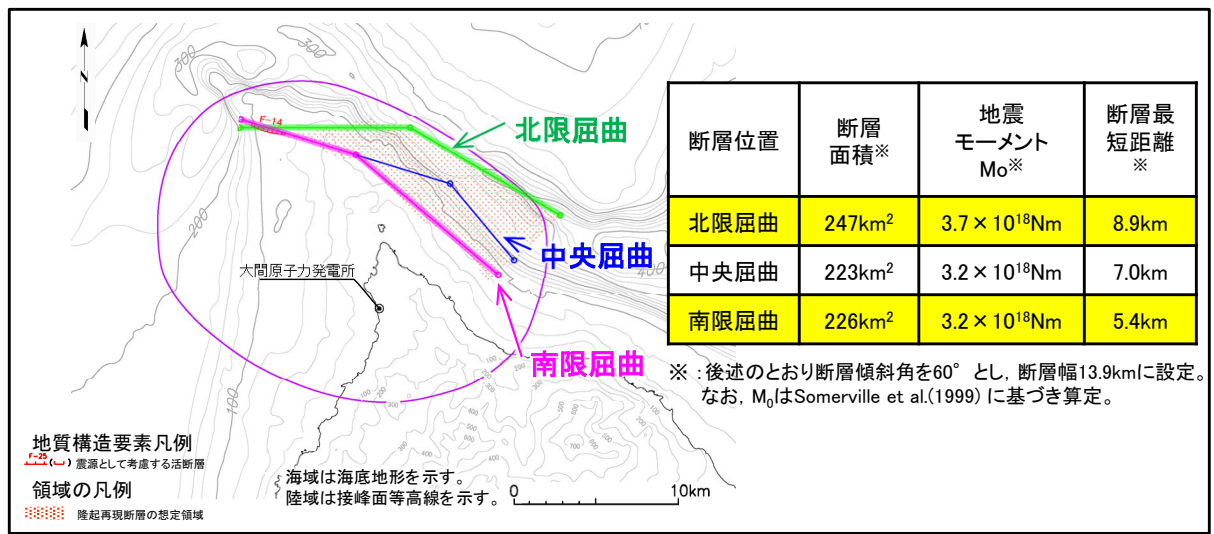 N
300
F-14
北限屈曲
200
中央屈曲
400
大間原子力発電所
南限屈曲
100
地質構造要素凡例
F-25
震源として考慮する活断層
領域の凡例
隆起再現断層の想定領域
海域は海底地形を示す。
陸域は接峰面等高線を示す。
0 10km
断層位置 断層面積※ 地震モーメントMo※ 断層最短距離※
北限屈曲 247km² 3.7×10¹⁸Nm 8.9km
中央屈曲 223km² 3.2×10¹⁸Nm 7.0km
南限屈曲 226km² 3.2×10¹⁸Nm 5.4km
※:後述のとおり断層傾斜角を60°とし,断層幅13.9kmに設定。
なお,M₀はSomerville et al.(1999) に基づき算定。